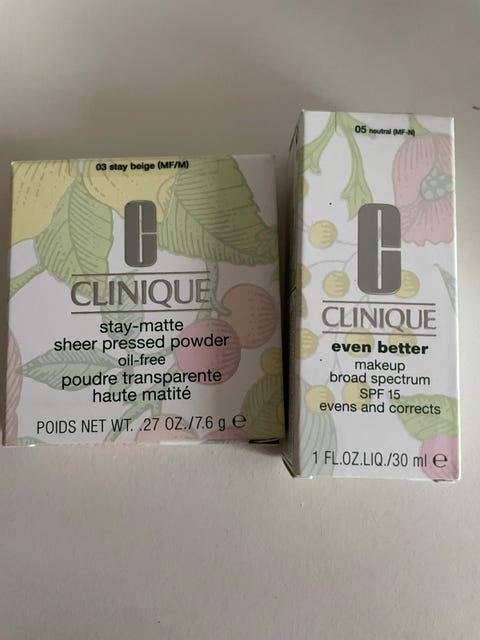 03 stay beige (MF/M)
CLINIQUE
stay-matte
sheer pressed powder
oil-free
poudre transparente
haute matité
POIDS NET WT. .27 OZ./7.6 g ℮
05 neutral (MF-N)
CLINIQUE
even better
makeup
broad spectrum
SPF 15
evens and corrects
1 FL.OZ.LIQ./30 ml ℮